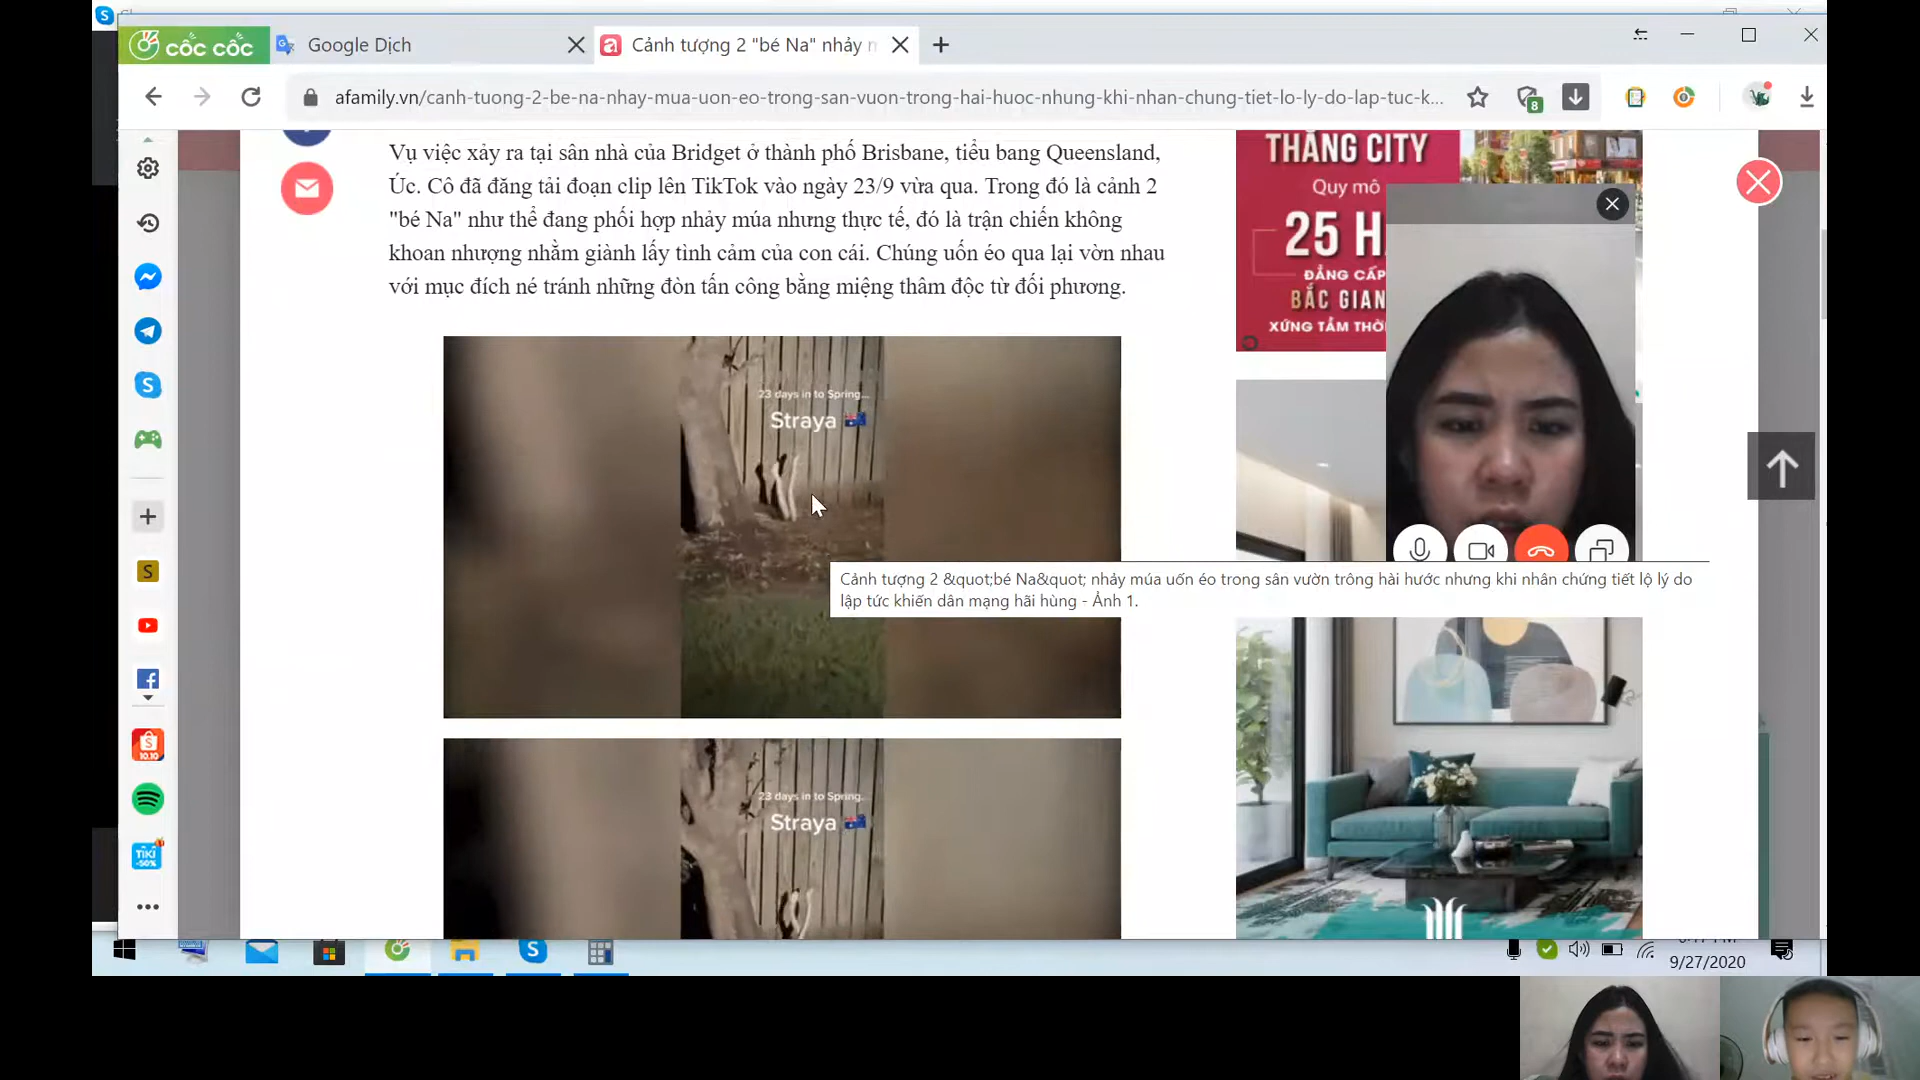 cốc cốc
Google Dịch
Cảnh tượng 2 "bé Na" nhảy m
afamily.vn/canh-tuong-2-be-na-nhay-mua-uon-eo-trong-san-vuon-trong-hai-huoc-nhung-khi-nhan-chung-tiet-lo-ly-do-lap-tuc-k...
8
Vụ việc xảy ra tại sân nhà của Bridget ở thành phố Brisbane, tiểu bang Queensland,
Úc. Cô đã đăng tải đoạn clip lên TikTok vào ngày 23/9 vừa qua. Trong đó là cảnh 2
"bé Na" như thể đang phối hợp nhảy múa nhưng thực tế, đó là trận chiến không
khoan nhượng nhằm giành lấy tình cảm của con cái. Chúng uốn éo qua lại vờn nhau
với mục đích né tránh những đòn tấn công bằng miệng thâm độc từ đối phương.
THẮNG CITY
Quy mô
25 H
ĐẲNG CẤP
BẮC GIAN
XỨNG TẦM THỜI
23 days in to Spring...
Straya
Cảnh tượng 2 &quot;bé Na&quot; nhảy múa uốn éo trong sân vườn trông hài hước nhưng khi nhân chứng tiết lộ lý do
lập tức khiến dân mạng hãi hùng - Ảnh 1.
23 days in to Spring..
Straya
S
S
10.10
TIKI
-50%
S
9/27/2020